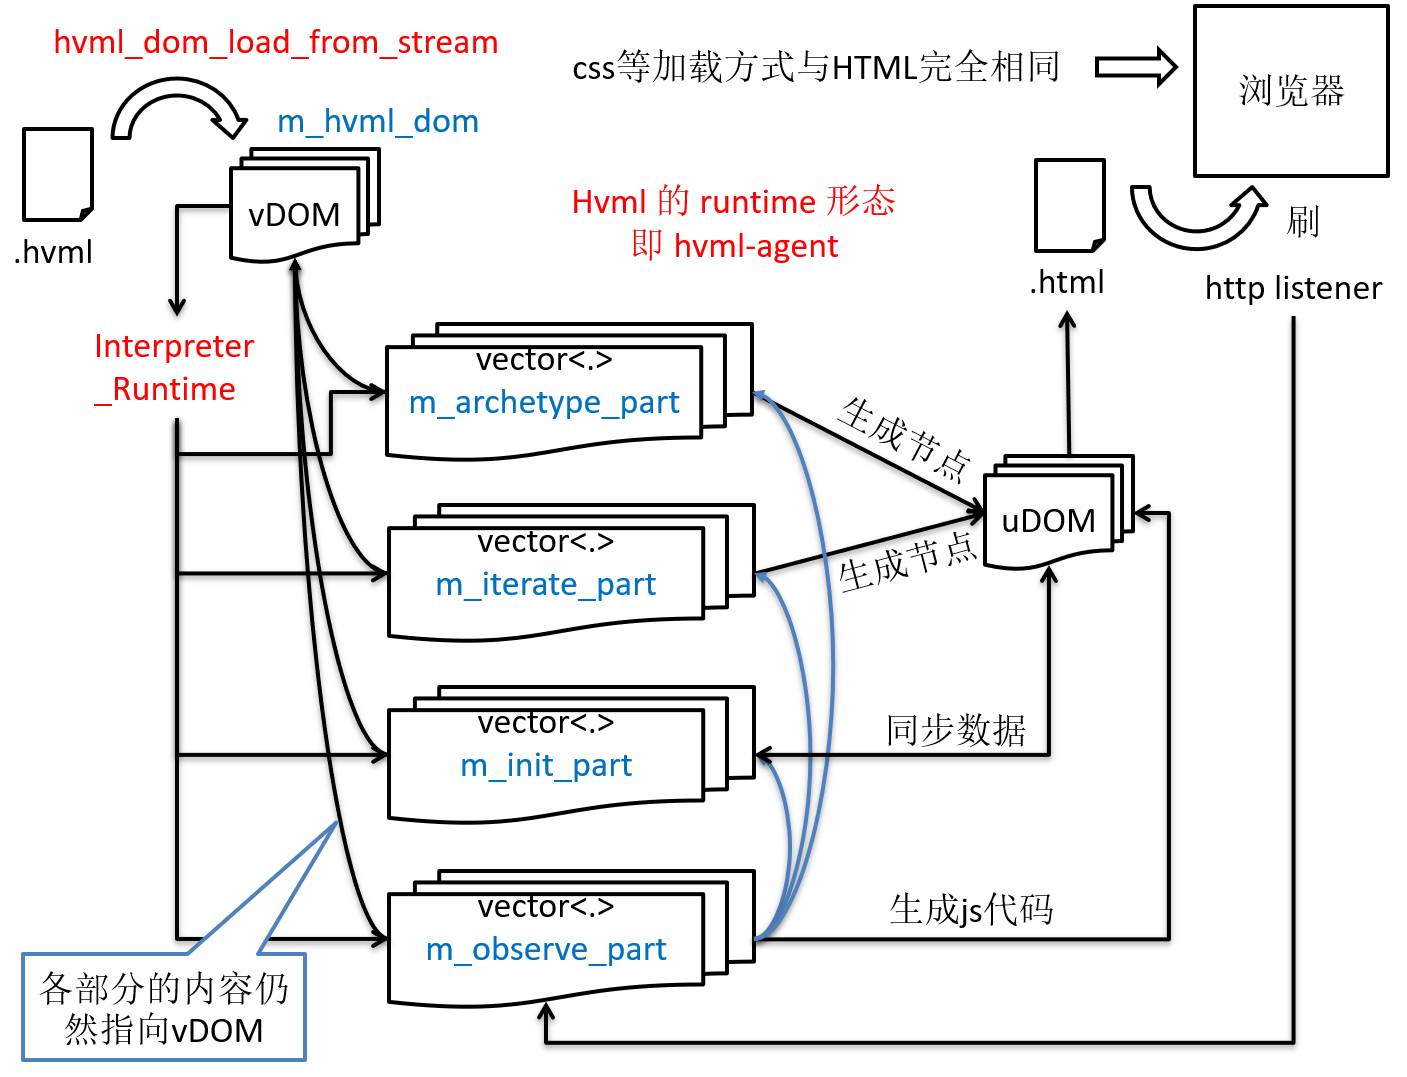 hvml_dom_load_from_stream
css等加载方式与HTML完全相同
浏览器
m_hvml_dom
vDOM
.hvml
Hvml 的 runtime 形态
即 hvml-agent
刷
.html
http listener
Interpreter
_Runtime
vector<.>
m_archetype_part
生成节点
uDOM
vector<.>
m_iterate_part
生成节点
vector<.>
m_init_part
同步数据
vector<.>
m_observe_part
生成js代码
各部分的内容仍
然指向vDOM